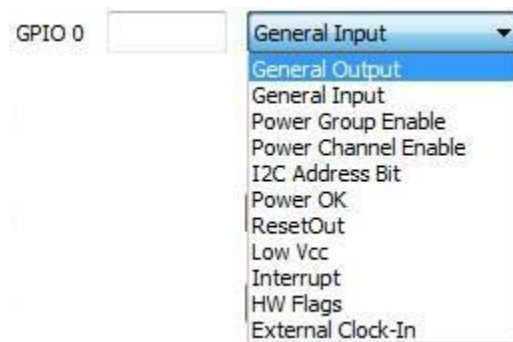 GPIO 0 General Input
General Output
General Input
Power Group Enable
Power Channel Enable
I2C Address Bit
Power OK
ResetOut
Low Vcc
Interrupt
HW Flags
External Clock-In